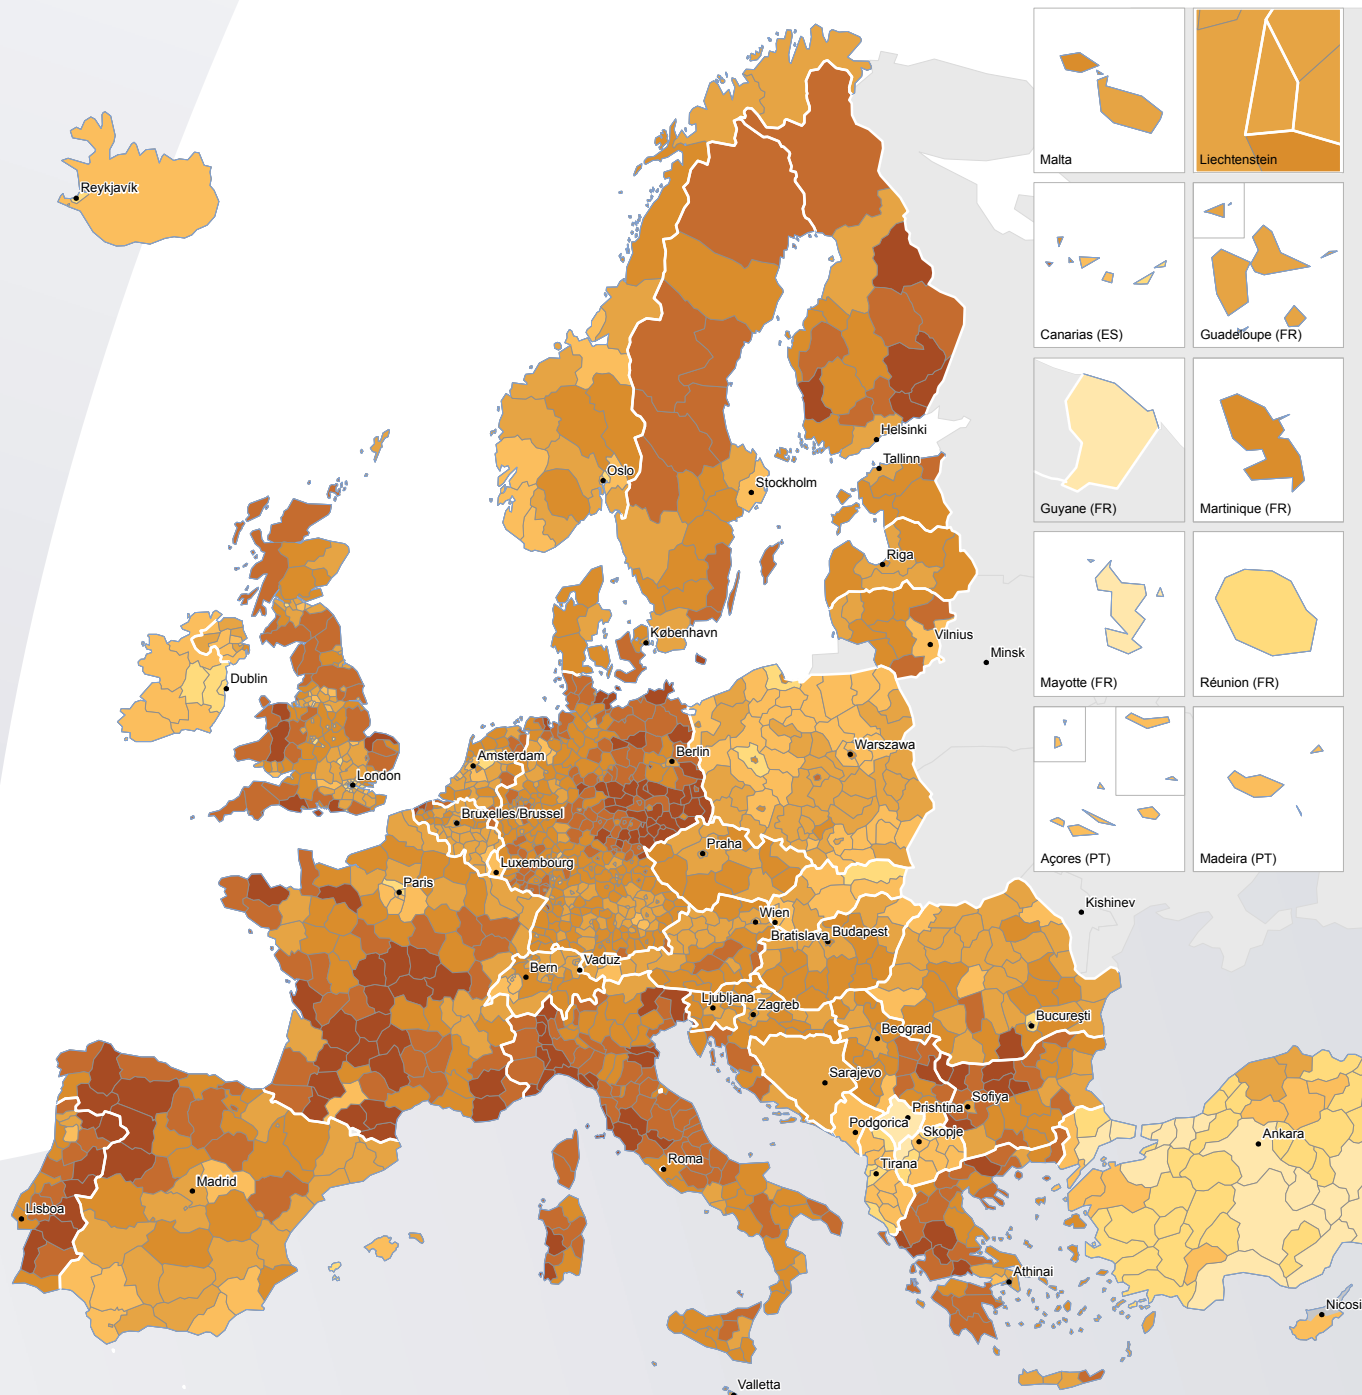 Malta
Liechtenstein
Reykjavík
Canarias (ES)
Guadeloupe (FR)
Helsinki
Tallinn
Oslo
Stockholm
Guyane (FR)
Martinique (FR)
Riga
København
Vilnius
Minsk
Dublin
Mayotte (FR)
Réunion (FR)
Amsterdam
Berlin
Warszawa
London
Bruxelles/Brussel
Praha
Luxembourg
Açores (PT)
Madeira (PT)
Paris
Kishinev
Wien
Bratislava
Budapest
Bern
Vaduz
Ljubljana
Zagreb
Bucureşti
Beograd
Sarajevo
Prishtina
Sofiya
Podgorica
Skopje
Ankara
Tirana
Roma
Madrid
Lisboa
Athinai
Nicosi
Valletta